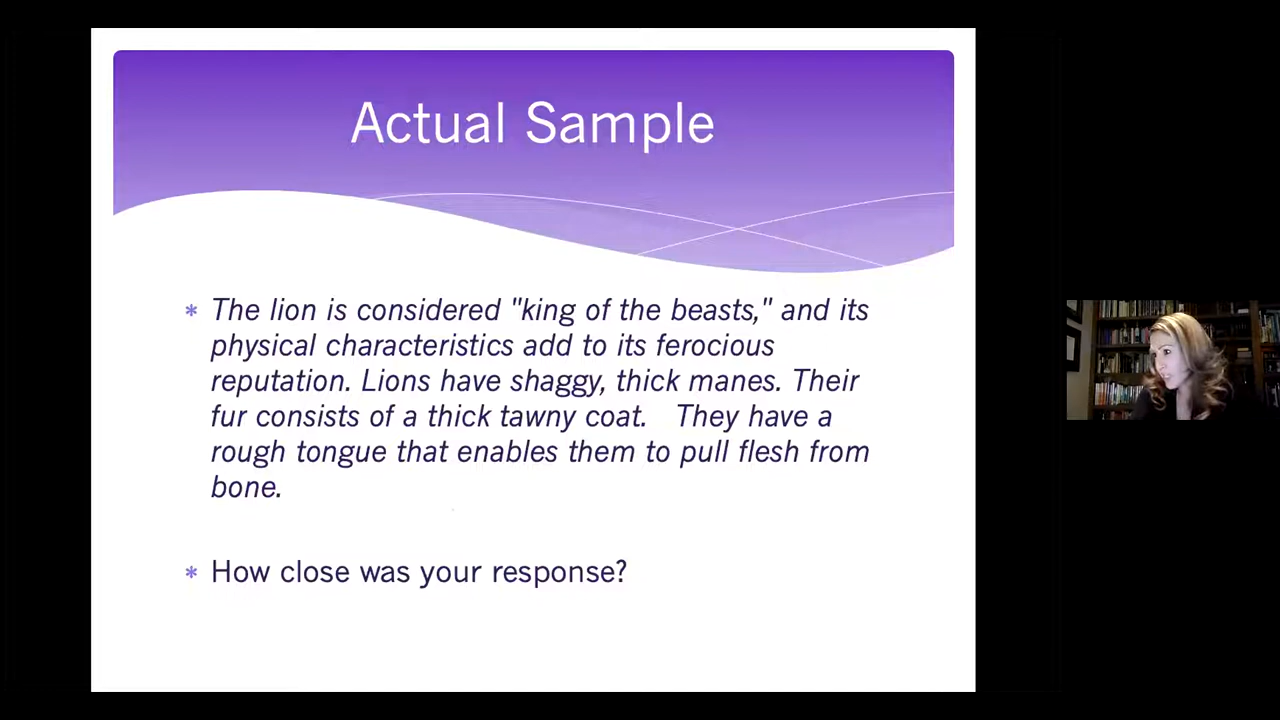 Actual Sample
* The lion is considered "king of the beasts," and its
physical characteristics add to its ferocious
reputation. Lions have shaggy, thick manes. Their
fur consists of a thick tawny coat.   They have a
rough tongue that enables them to pull flesh from
bone.
* How close was your response?